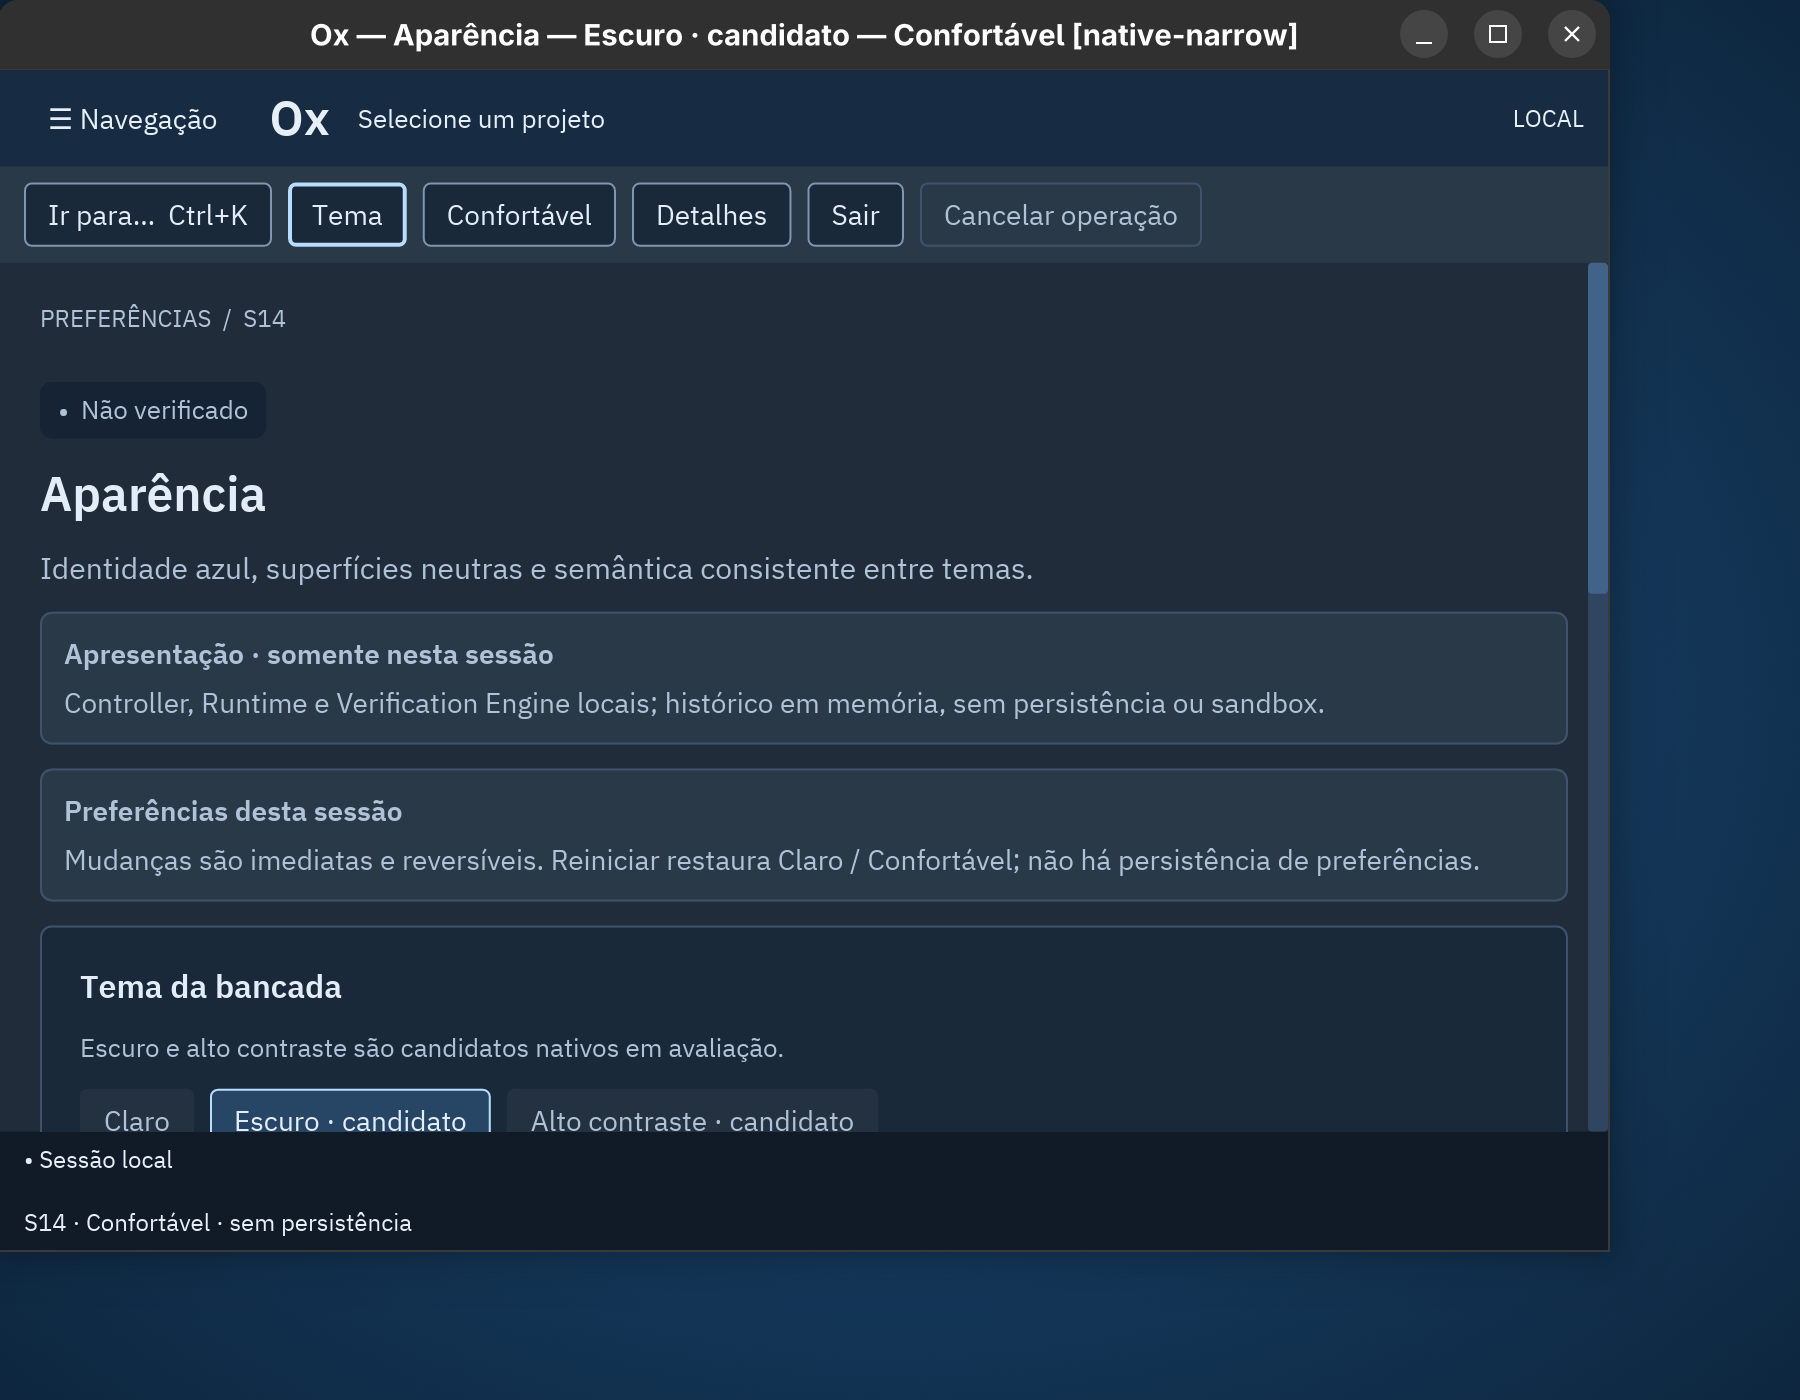 Ox — Aparência — Escuro · candidato — Confortável [native-narrow]
☰ Navegação Ox Selecione um projeto LOCAL
Ir para... Ctrl+K Tema Confortável Detalhes Sair Cancelar operação
PREFERÊNCIAS / S14
• Não verificado
Aparência
Identidade azul, superfícies neutras e semântica consistente entre temas.
Apresentação · somente nesta sessão
Controller, Runtime e Verification Engine locais; histórico em memória, sem persistência ou sandbox.
Preferências desta sessão
Mudanças são imediatas e reversíveis. Reiniciar restaura Claro / Confortável; não há persistência de preferências.
Tema da bancada
Escuro e alto contraste são candidatos nativos em avaliação.
Claro Escuro · candidato Alto contraste · candidato
• Sessão local
S14 · Confortável · sem persistência